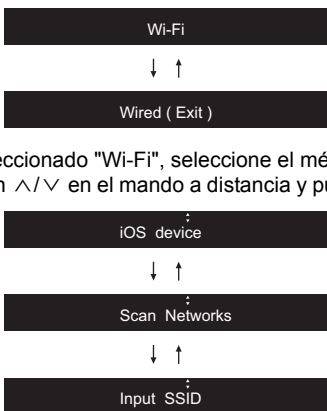 Wi-Fi
Wired ( Exit )
eccionado "Wi-Fi", seleccione el mé
n ∧/∨ en el mando a distancia y pu
iOS device
Scan Networks
Input SSID